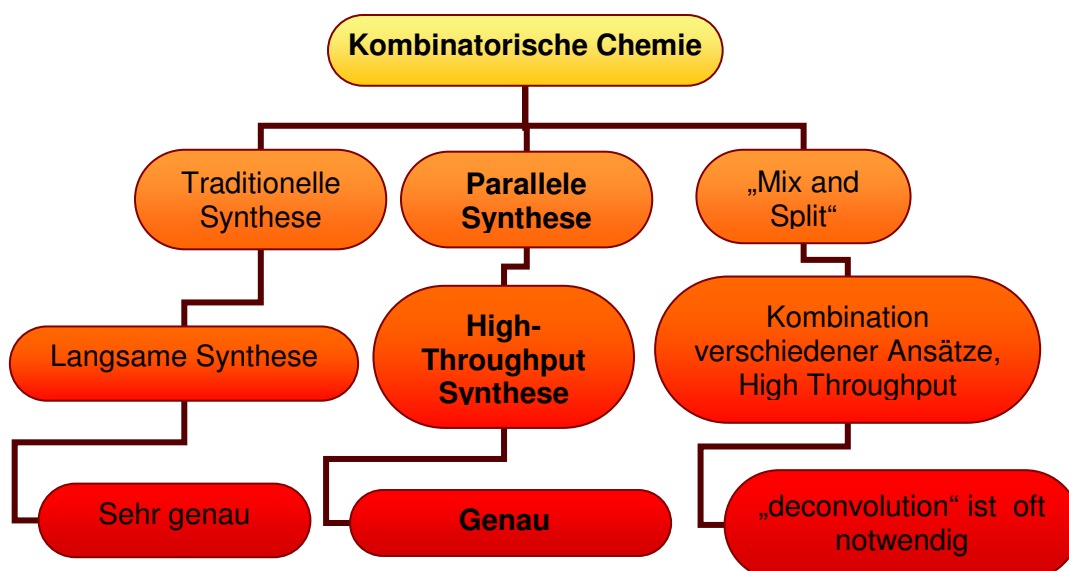 Kombinatorische Chemie
Traditionelle
Synthese
Parallele
Synthese
„Mix and
Split“
Langsame Synthese
High-
Throughput
Synthese
Kombination
verschiedener Ansätze,
High Throughput
Sehr genau
Genau
„deconvolution“ ist oft
notwendig